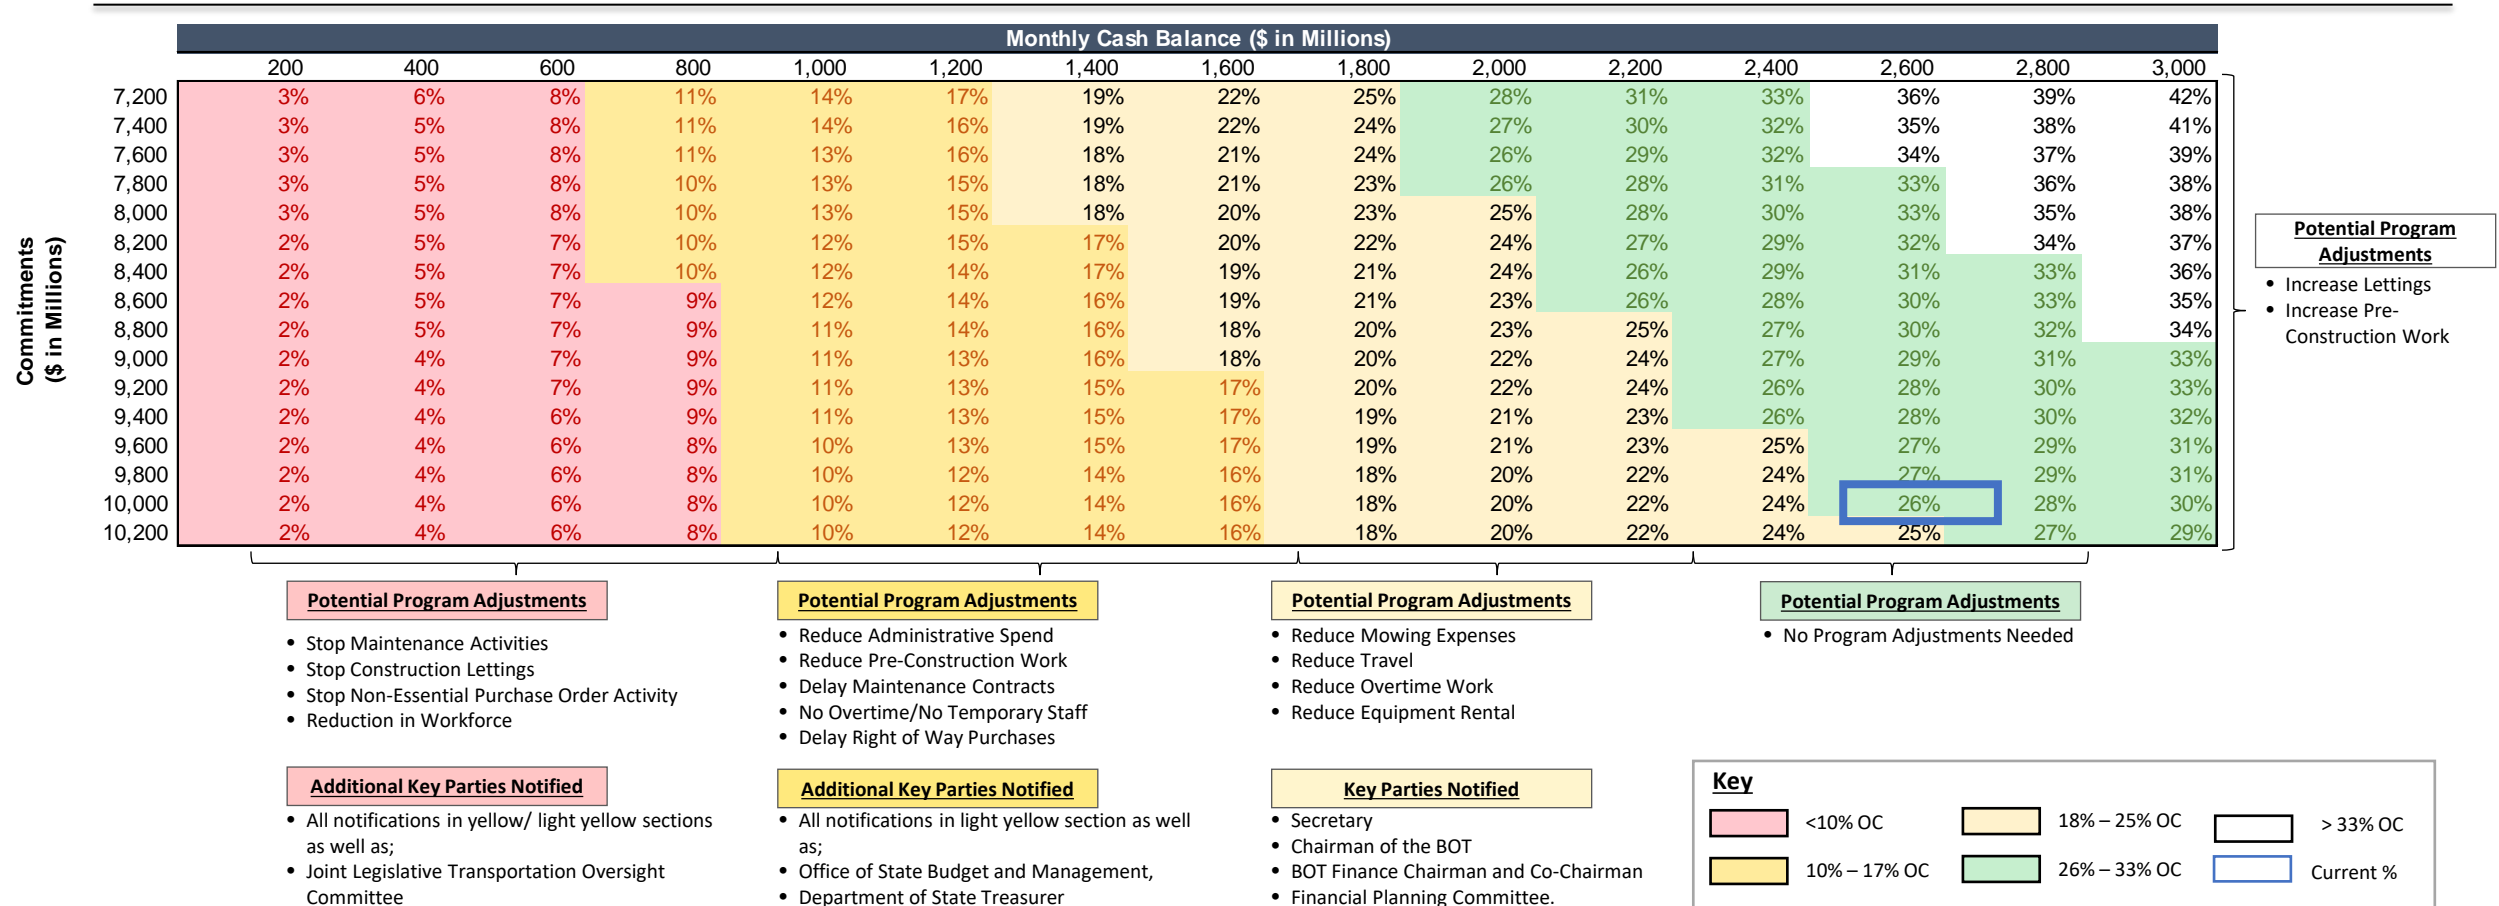 Monthly Cash Balance ($ in Millions)
200 400 600 800 1,000 1,200 1,400 1,600 1,800 2,000 2,200 2,400 2,600 2,800 3,000
7,200 3% 6% 8% 11% 14% 17% 19% 22% 25% 28% 31% 33% 36% 39% 42%
7,400 3% 5% 8% 11% 14% 16% 19% 22% 24% 27% 30% 32% 35% 38% 41%
7,600 3% 5% 8% 11% 13% 16% 18% 21% 24% 26% 29% 32% 34% 37% 39%
7,800 3% 5% 8% 10% 13% 15% 18% 21% 23% 26% 28% 31% 33% 36% 38%
8,000 3% 5% 8% 10% 13% 15% 18% 20% 23% 25% 28% 30% 33% 35% 38%
8,200 2% 5% 7% 10% 12% 15% 17% 20% 22% 24% 27% 29% 32% 34% 37%
8,400 2% 5% 7% 10% 12% 14% 17% 19% 21% 24% 26% 29% 31% 33% 36%
8,600 2% 5% 7% 9% 12% 14% 16% 19% 21% 23% 26% 28% 30% 33% 35%
8,800 2% 5% 7% 9% 11% 14% 16% 18% 20% 23% 25% 27% 30% 32% 34%
9,000 2% 4% 7% 9% 11% 13% 16% 18% 20% 22% 24% 27% 29% 31% 33%
9,200 2% 4% 7% 9% 11% 13% 15% 17% 20% 22% 24% 26% 28% 30% 33%
9,400 2% 4% 6% 9% 11% 13% 15% 17% 19% 21% 23% 26% 28% 30% 32%
9,600 2% 4% 6% 8% 10% 13% 15% 17% 19% 21% 23% 25% 27% 29% 31%
9,800 2% 4% 6% 8% 10% 12% 14% 16% 18% 20% 22% 24% 27% 29% 31%
10,000 2% 4% 6% 8% 10% 12% 14% 16% 18% 20% 22% 24% 26% 28% 30%
10,200 2% 4% 6% 8% 10% 12% 14% 16% 18% 20% 22% 24% 25% 27% 29%
Commitments
($ in Millions)
Potential Program
Adjustments
• Increase Lettings
• Increase Pre-
Construction Work
Potential Program Adjustments
• Stop Maintenance Activities
• Stop Construction Lettings
• Stop Non-Essential Purchase Order Activity
• Reduction in Workforce
Potential Program Adjustments
• Reduce Administrative Spend
• Reduce Pre-Construction Work
• Delay Maintenance Contracts
• No Overtime/No Temporary Staff
• Delay Right of Way Purchases
Potential Program Adjustments
• Reduce Mowing Expenses
• Reduce Travel
• Reduce Overtime Work
• Reduce Equipment Rental
Potential Program Adjustments
• No Program Adjustments Needed
Additional Key Parties Notified
• All notifications in yellow/ light yellow sections
as well as;
• Joint Legislative Transportation Oversight
Committee
Additional Key Parties Notified
• All notifications in light yellow section as well
as;
• Office of State Budget and Management,
• Department of State Treasurer
Key Parties Notified
• Secretary
• Chairman of the BOT
• BOT Finance Chairman and Co-Chairman
• Financial Planning Committee.
Key
<10% OC
18% – 25% OC
> 33% OC
10% – 17% OC
26% – 33% OC
Current %